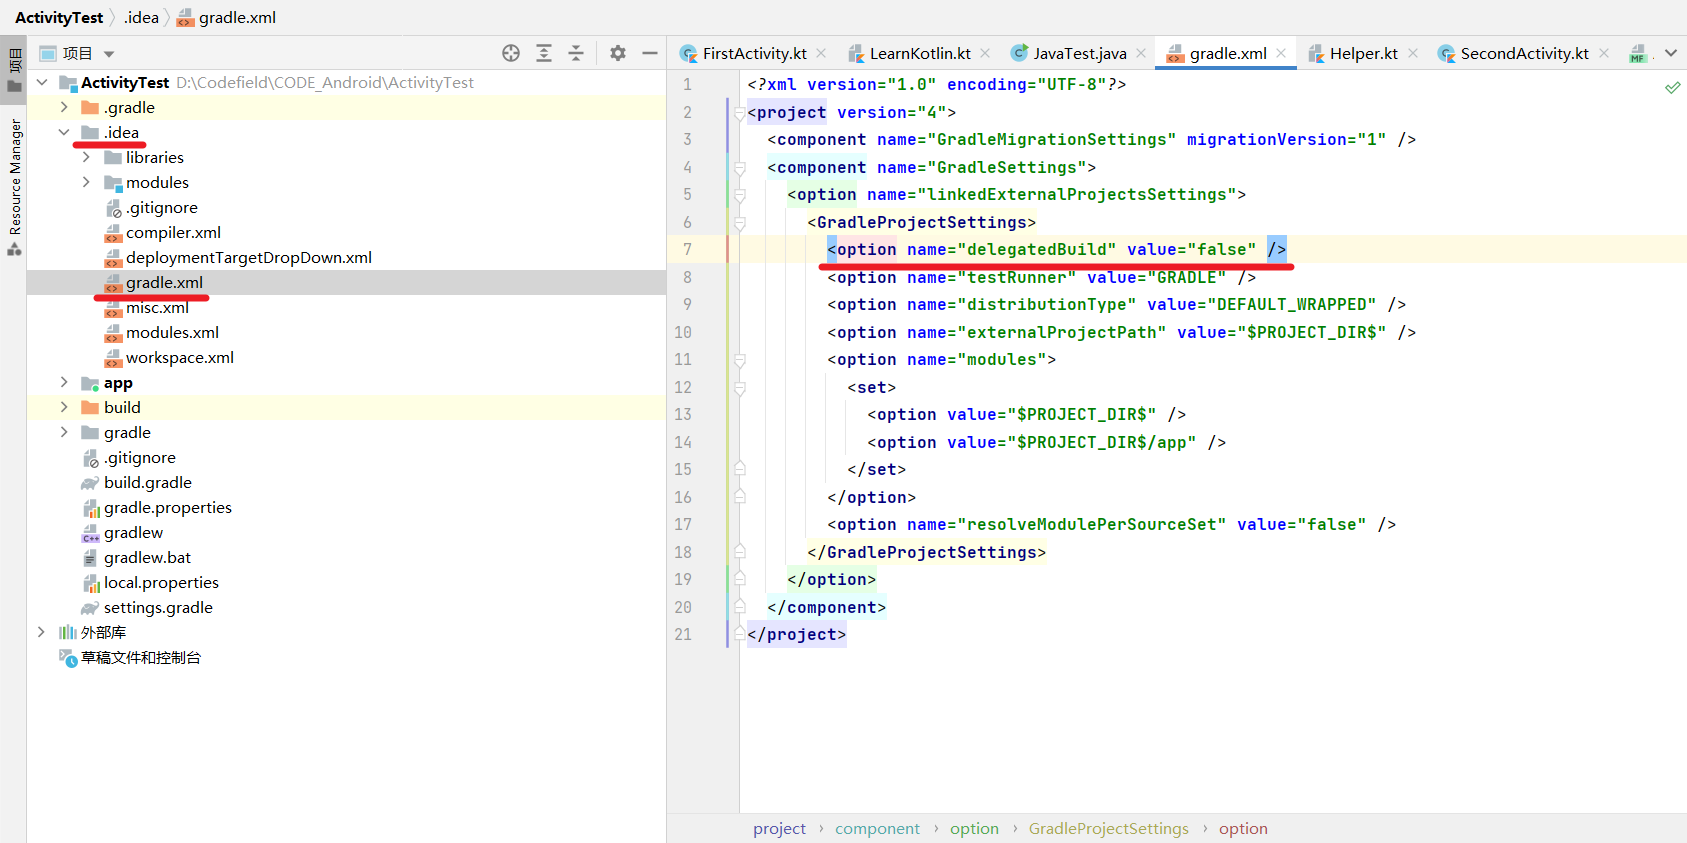 ActivityTest .idea gradle.xml
项目
Resource Manager
项目
ActivityTest D:\Codefield\CODE_Android\ActivityTest
.gradle
.idea
libraries
modules
.gitignore
compiler.xml
deploymentTargetDropDown.xml
gradle.xml
misc.xml
modules.xml
workspace.xml
app
build
gradle
.gitignore
build.gradle
gradle.properties
gradlew
gradlew.bat
local.properties
settings.gradle
外部库
草稿文件和控制台
FirstActivity.kt LearnKotlin.kt JavaTest.java gradle.xml Helper.kt SecondActivity.kt
1 <?xml version="1.0" encoding="UTF-8"?>
2 <project version="4">
3 <component name="GradleMigrationSettings" migrationVersion="1" />
4 <component name="GradleSettings">
5 <option name="linkedExternalProjectsSettings">
6 <GradleProjectSettings>
7 <option name="delegatedBuild" value="false" />
8 <option name="testRunner" value="GRADLE" />
9 <option name="distributionType" value="DEFAULT_WRAPPED" />
10 <option name="externalProjectPath" value="$PROJECT_DIR$" />
11 <option name="modules">
12 <set>
13 <option value="$PROJECT_DIR$" />
14 <option value="$PROJECT_DIR$/app" />
15 </set>
16 </option>
17 <option name="resolveModulePerSourceSet" value="false" />
18 </GradleProjectSettings>
19 </option>
20 </component>
21 </project>
project › component › option › GradleProjectSettings › option